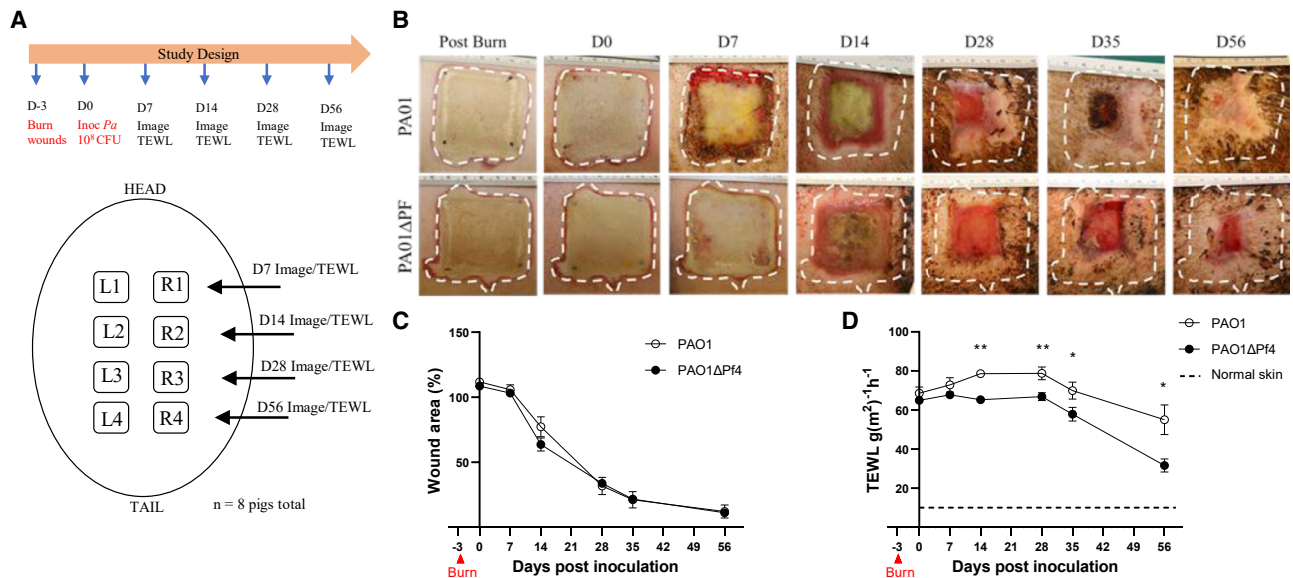 A
Study Design
D-3
Burn
wounds
D0
Inoc Pa
10⁸ CFU
D7
Image
TEWL
D14
Image
TEWL
D28
Image
TEWL
D56
Image
TEWL
HEAD
L1 R1
D7 Image/TEWL
L2 R2
D14 Image/TEWL
L3 R3
D28 Image/TEWL
L4 R4
D56 Image/TEWL
TAIL
n = 8 pigs total
B
Post Burn D0 D7 D14 D28 D35 D56
PA01
PA01ΔPF
C
PAO1
PAO1ΔPf4
Wound area (%)
150
100
50
-3 0 7 14 21 28 35 42 49 56
Burn
Days post inoculation
D
PAO1
PAO1ΔPf4
Normal skin
TEWL g(m²)⁻¹h⁻¹
100
80
60
40
20
** ** * *
-3 0 7 14 21 28 35 42 49 56
Burn
Days post inoculation